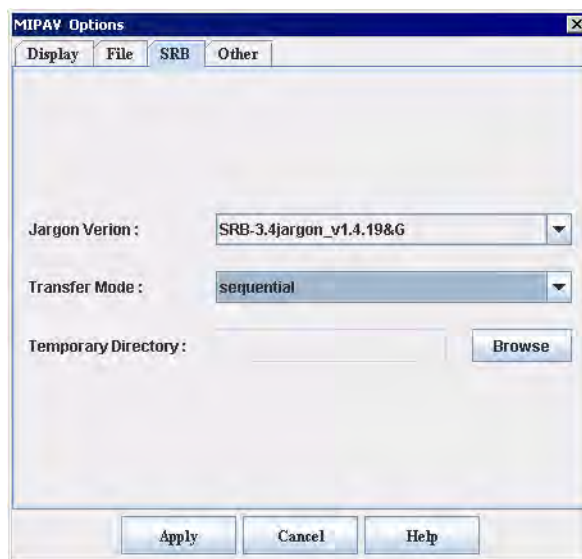 MIPAV Options
Display File SRB Other
Jargon Verion : SRB-3.4jargon_v1.4.19&G
Transfer Mode : sequential
Temporary Directory : Browse
Apply Cancel Help